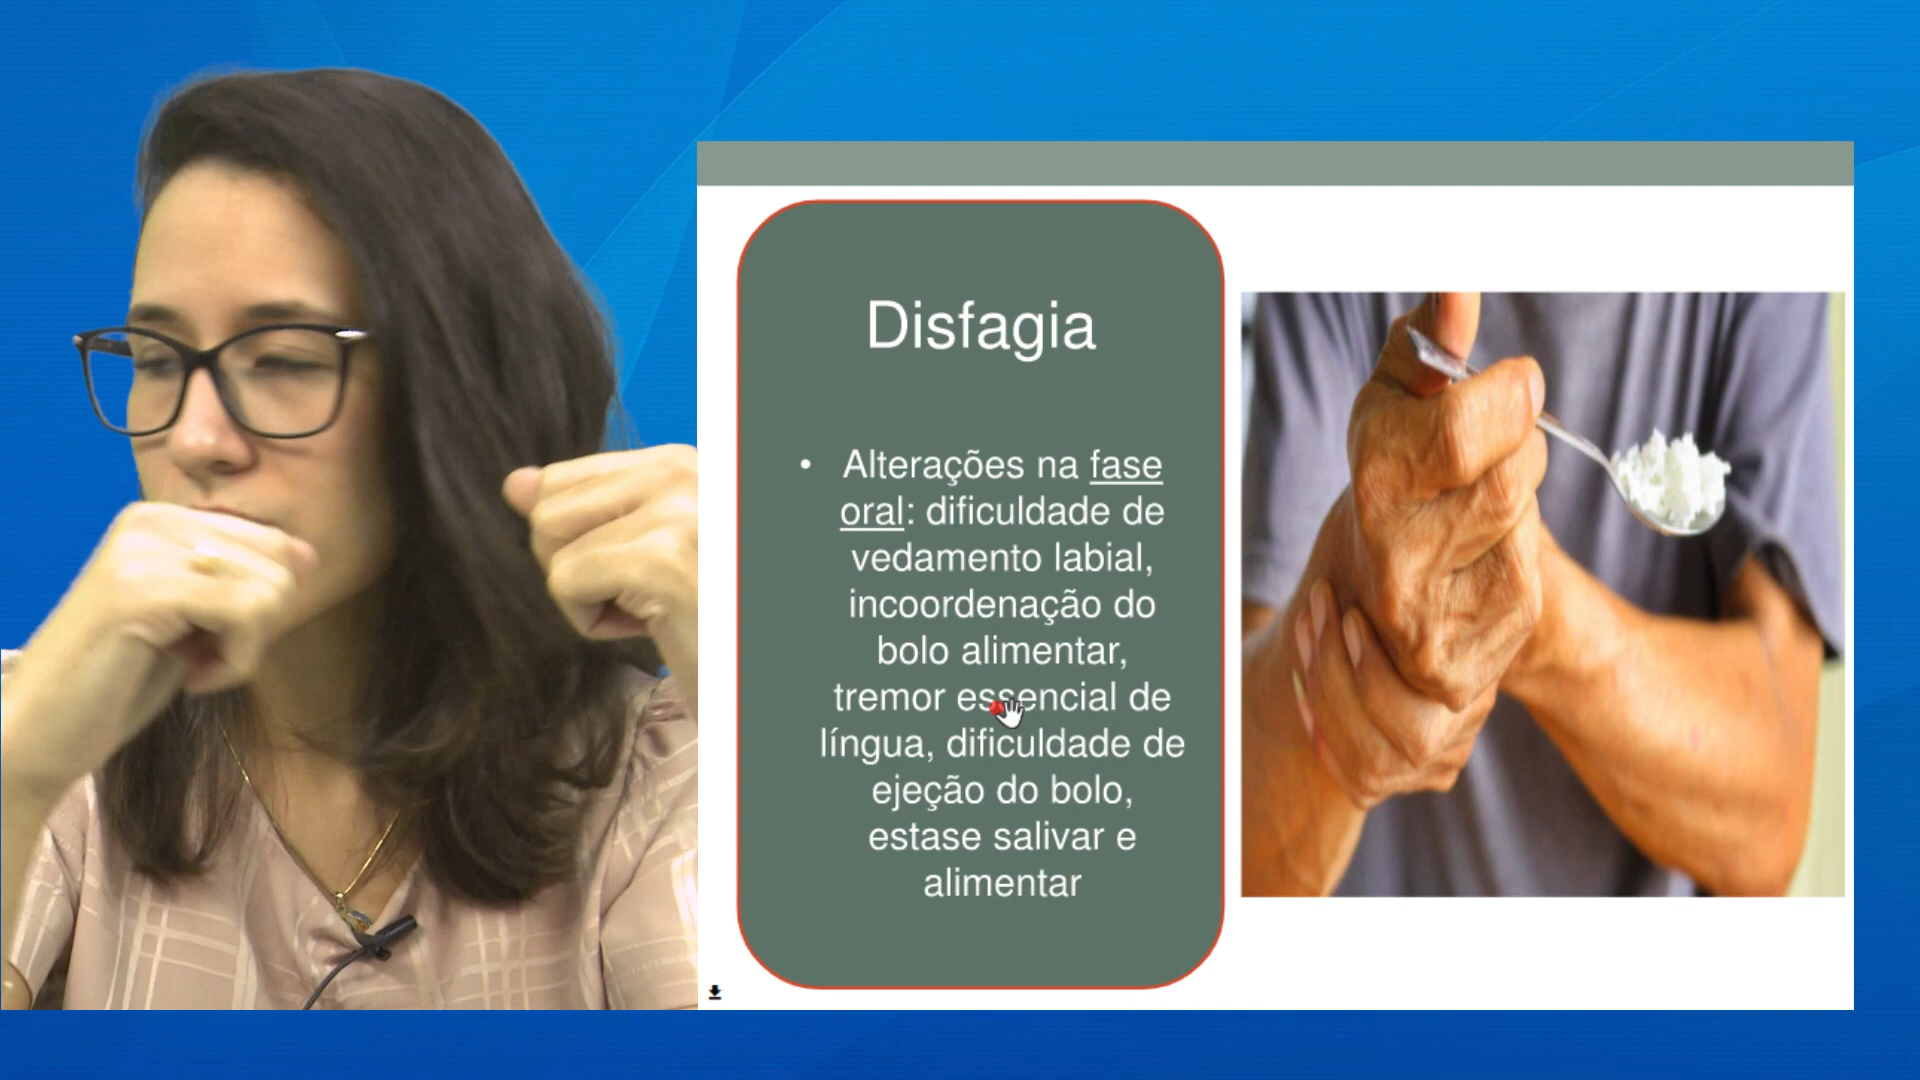 Disfagia
• Alterações na fase
oral: dificuldade de
vedamento labial,
incoordenação do
bolo alimentar,
tremor essencial de
língua, dificuldade de
ejeção do bolo,
estase salivar e
alimentar